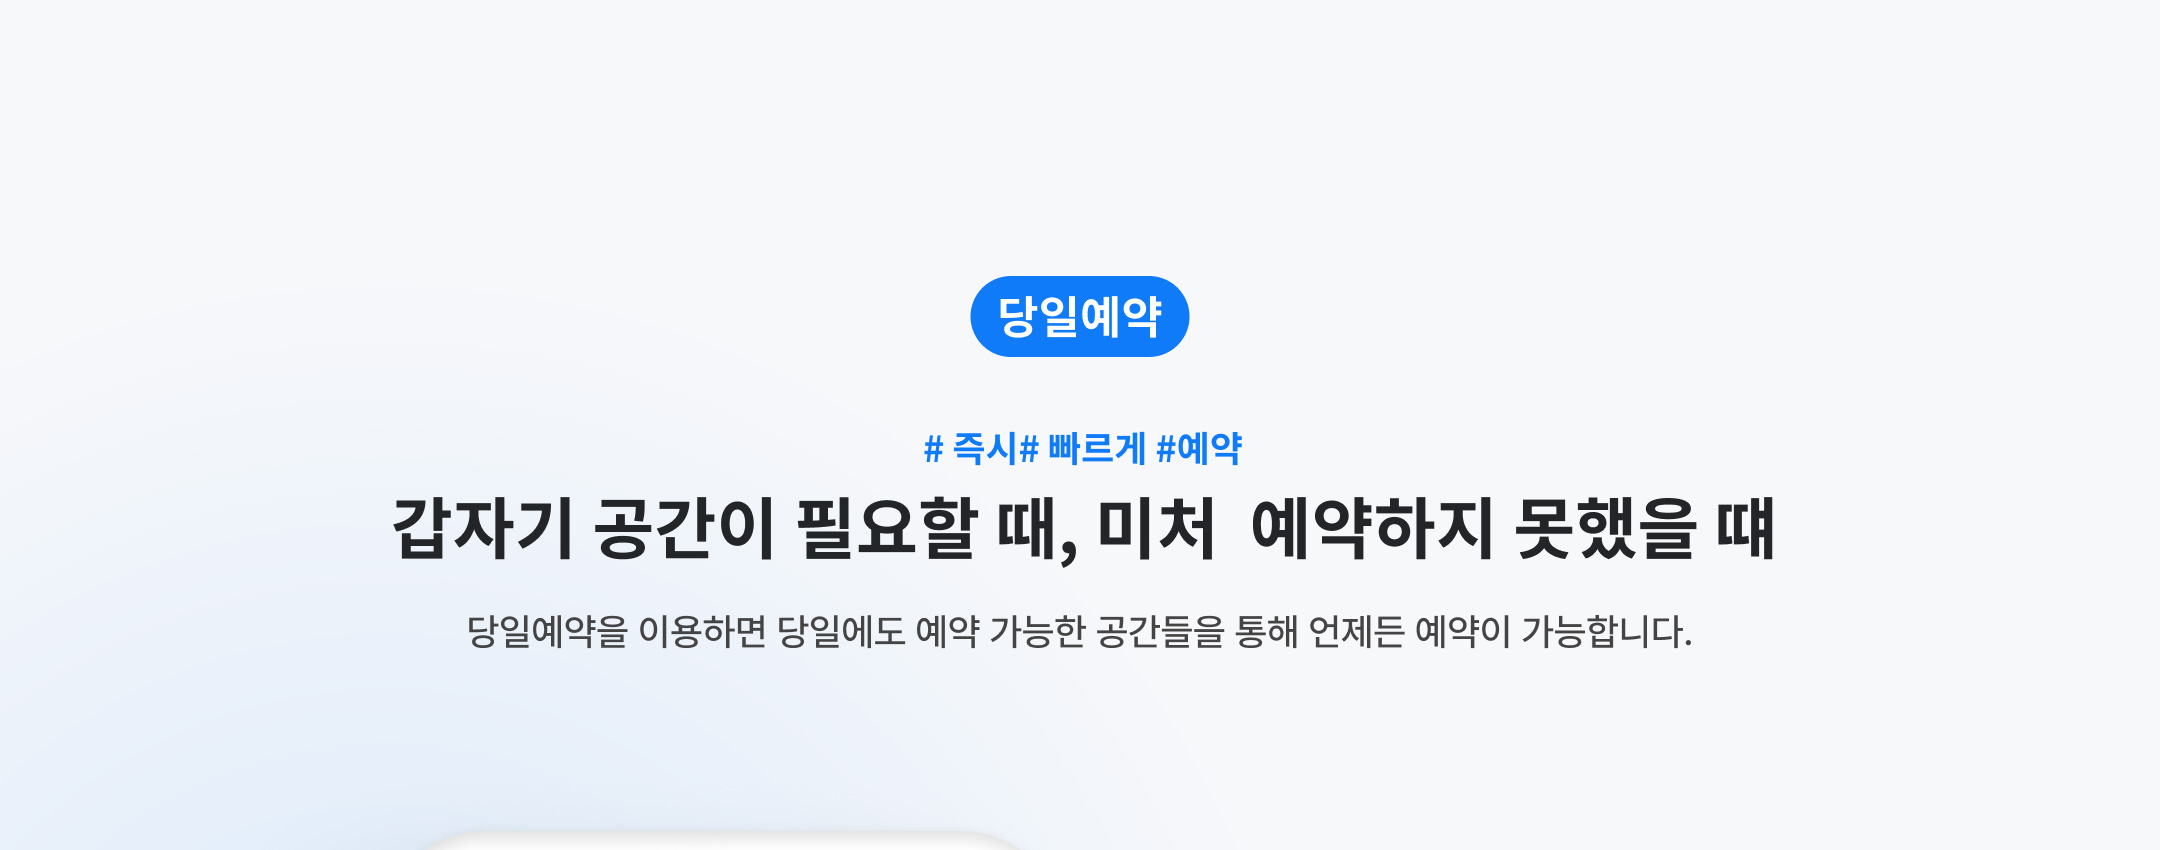 당일예약
# 즉시# 빠르게 #예약
갑자기 공간이 필요할 때, 미처  예약하지 못했을 떄
당일예약을 이용하면 당일에도 예약 가능한 공간들을 통해 언제든 예약이 가능합니다.